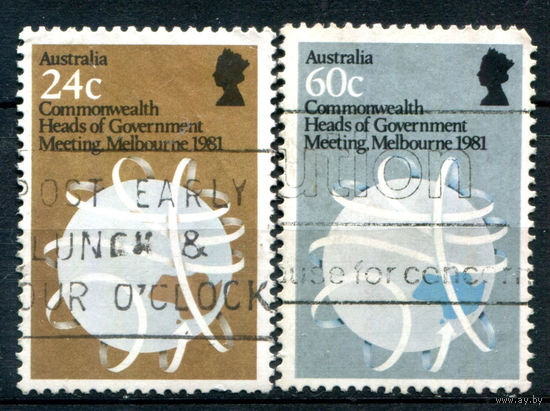 Australia
24c
Commonwealth
Heads of Government
Meeting, Melbourne 1981
POST EARLY
LUNCH &
OUR O'CLOCK
Australia
60c
Commonwealth
Heads of Government
Meeting, Melbourne 1981
ution
use for concern
www.ay.by